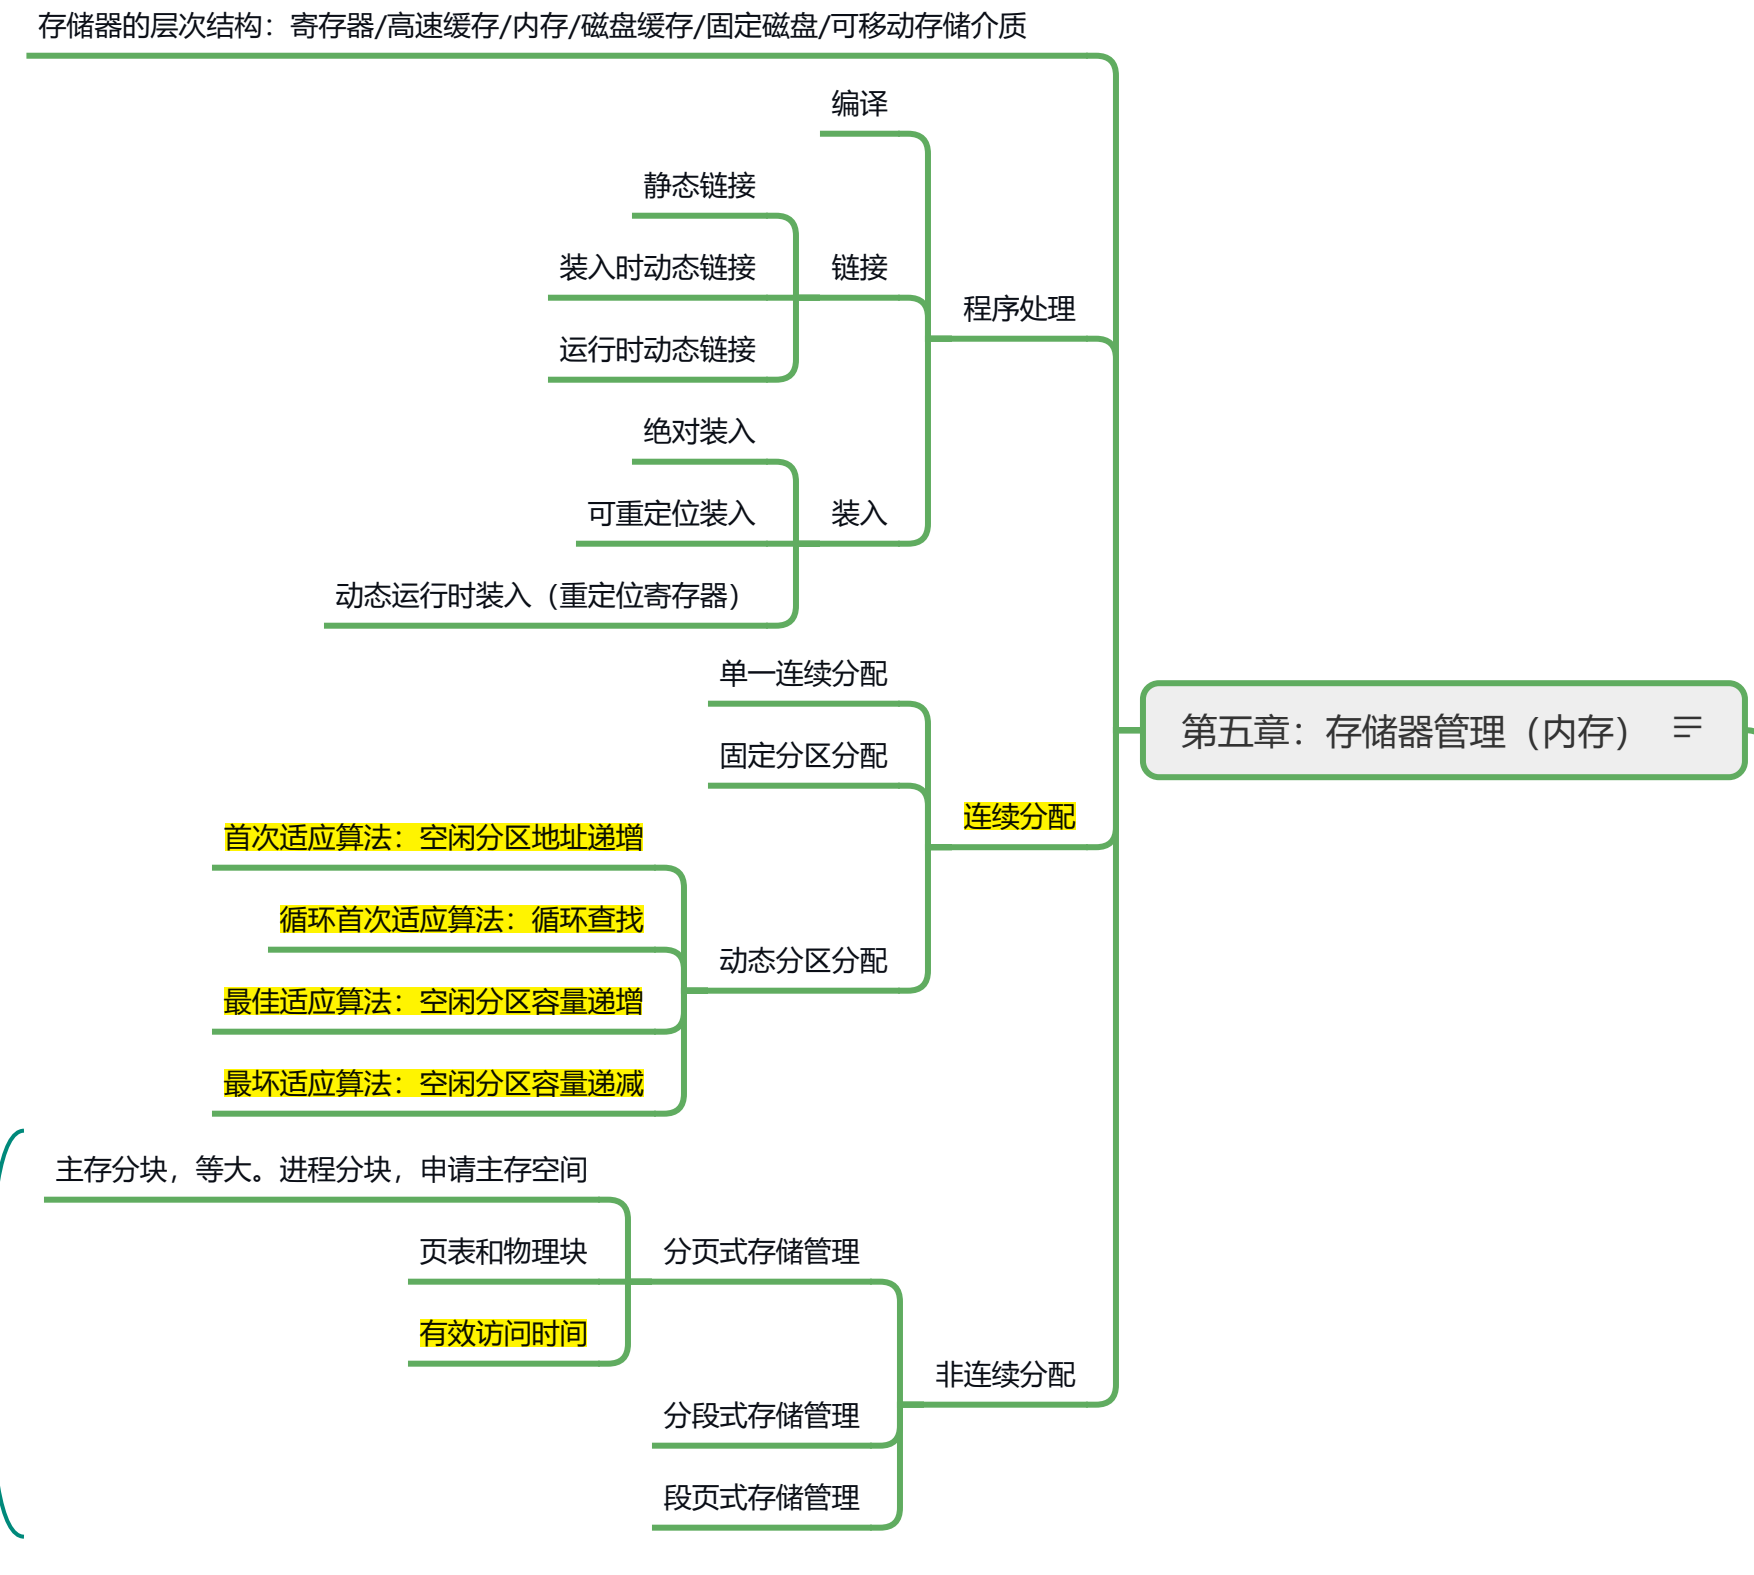 存储器的层次结构：寄存器/高速缓存/内存/磁盘缓存/固定磁盘/可移动存储介质
编译
静态链接
装入时动态链接
链接
程序处理
运行时动态链接
绝对装入
可重定位装入
装入
动态运行时装入（重定位寄存器）
单一连续分配
第五章：存储器管理（内存）
固定分区分配
连续分配
首次适应算法：空闲分区地址递增
循环首次适应算法：循环查找
动态分区分配
最佳适应算法：空闲分区容量递增
最坏适应算法：空闲分区容量递减
主存分块，等大。进程分块，申请主存空间
页表和物理块
分页式存储管理
有效访问时间
非连续分配
分段式存储管理
段页式存储管理